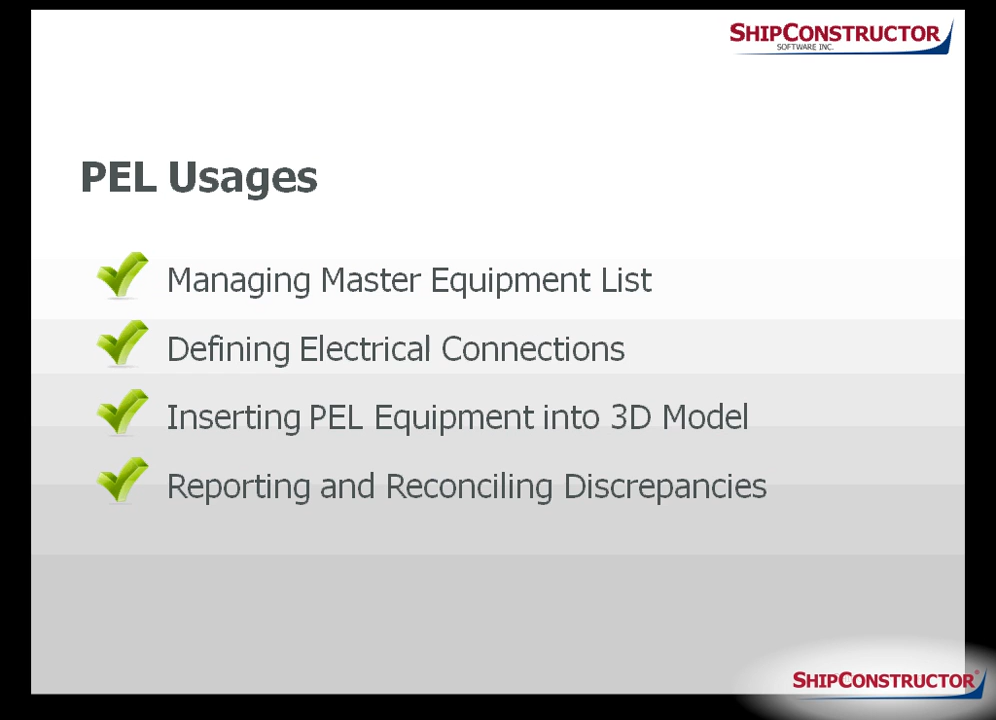 SHIPCONSTRUCTOR
SOFTWARE INC.
PEL Usages
Managing Master Equipment List
Defining Electrical Connections
Inserting PEL Equipment into 3D Model
Reporting and Reconciling Discrepancies
SHIPCONSTRUCTOR®